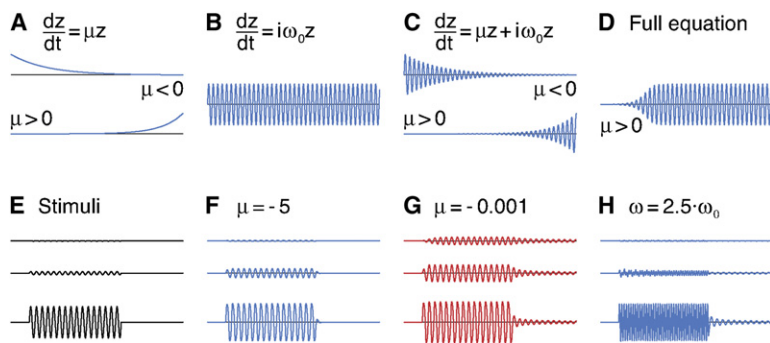 A dz/dt = μz
μ < 0
μ > 0
B dz/dt = iω₀z
C dz/dt = μz + iω₀z
μ < 0
μ > 0
D Full equation
μ > 0
E Stimuli
F μ = - 5
G μ = - 0.001
H ω = 2.5·ω₀